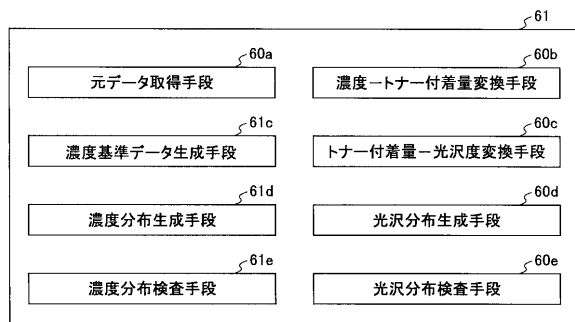 61
60a
元データ取得手段
60b
濃度－トナー付着量変換手段
61c
濃度基準データ生成手段
60c
トナー付着量－光沢度変換手段
61d
濃度分布生成手段
60d
光沢分布生成手段
61e
濃度分布検査手段
60e
光沢分布検査手段